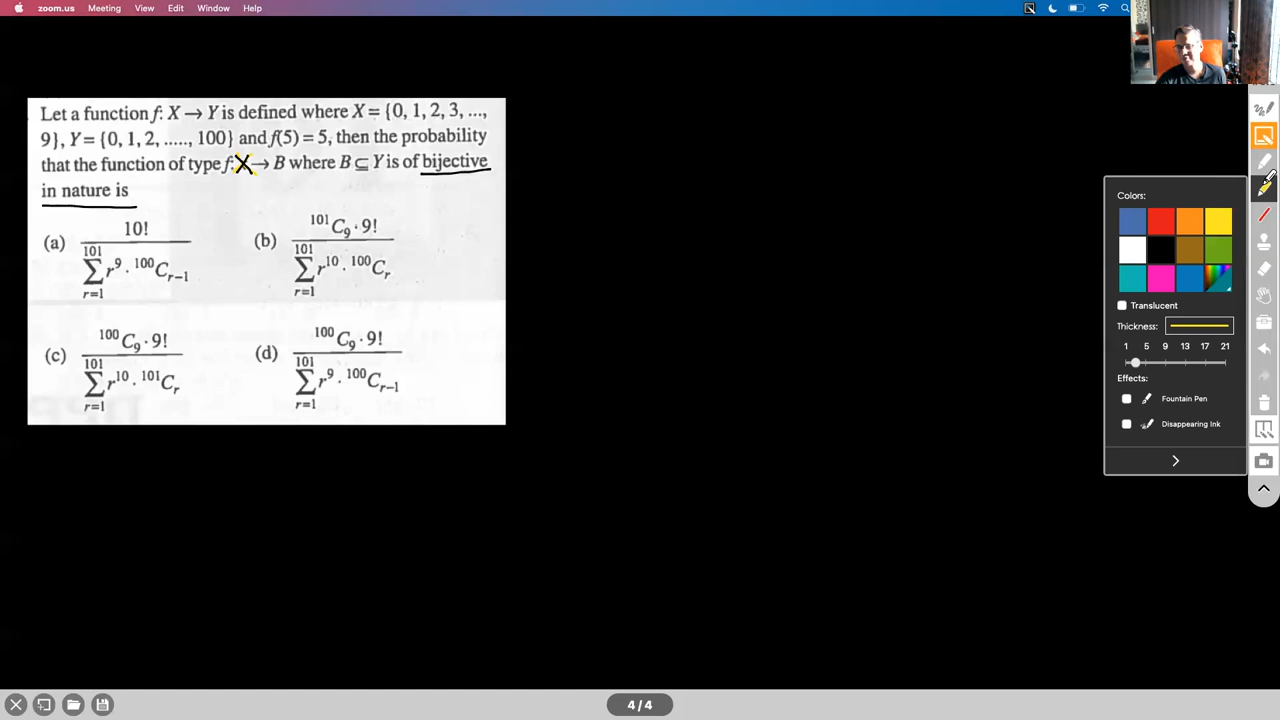 zoom.us Meeting View Edit Window Help
Let a function f: X → Y is defined where X = {0, 1, 2, 3, ...,
9}, Y = {0, 1, 2, ....., 100} and f(5) = 5, then the probability
that the function of type f: X → B where B ⊆ Y is of bijective
in nature is
(a) 10! / ∑_{r=1}^{101} r^9 · ^{100}C_{r–1}
(b) ^{101}C_9 · 9! / ∑_{r=1}^{101} r^{10} · ^{100}C_r
(c) ^{100}C_9 · 9! / ∑_{r=1}^{101} r^{10} · ^{101}C_r
(d) ^{100}C_9 · 9! / ∑_{r=1}^{101} r^9 · ^{100}C_{r–1}
Colors:
Translucent
Thickness:
1 5 9 13 17 21
Effects:
Fountain Pen
Disappearing Ink
4 / 4